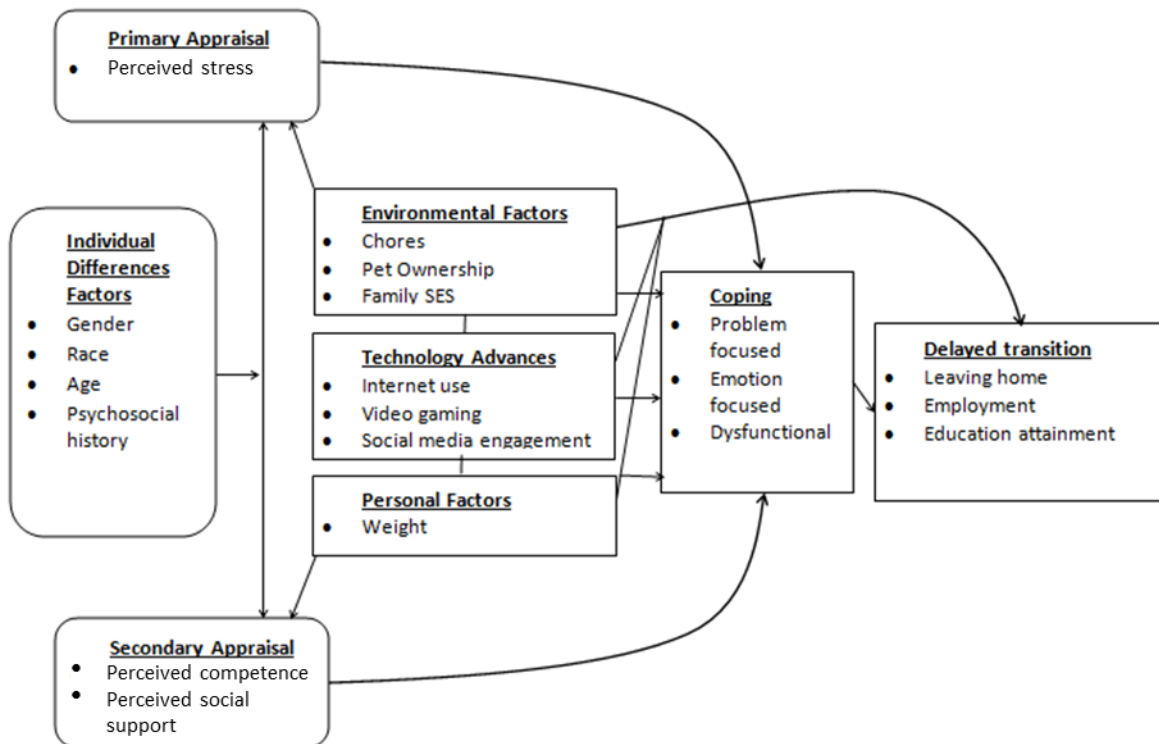 Primary Appraisal
• Perceived stress
Individual
Differences
Factors
• Gender
• Race
• Age
• Psychosocial
history
Environmental Factors
• Chores
• Pet Ownership
• Family SES
Technology Advances
• Internet use
• Video gaming
• Social media engagement
Personal Factors
• Weight
Coping
• Problem
focused
• Emotion
focused
• Dysfunctional
Delayed transition
• Leaving home
• Employment
• Education attainment
Secondary Appraisal
• Perceived competence
• Perceived social
support